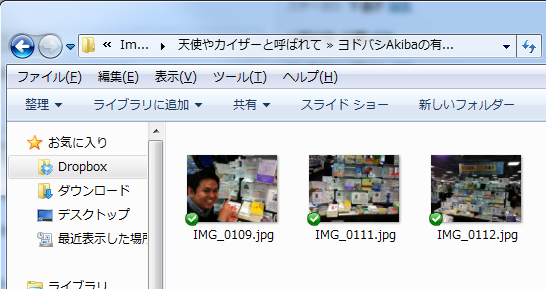 « Im... ▸ 天使やカイザーと呼ばれて » ヨドバシAkibaの有...
ファイル(F) 編集(E) 表示(V) ツール(T) ヘルプ(H)
整理 ライブラリに追加 共有 スライド ショー 新しいフォルダー
お気に入り
Dropbox
ダウンロード
デスクトップ
最近表示した場所
ライブラリ
IMG_0109.jpg IMG_0111.jpg IMG_0112.jpg